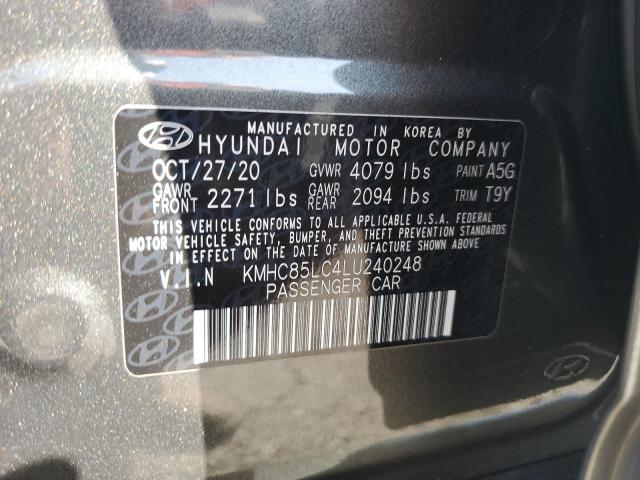 MANUFACTURED IN KOREA BY
HYUNDAI MOTOR COMPANY
OCT/27/20 GVWR 4079 lbs PAINT A5G
GAWR FRONT 2271 lbs GAWR REAR 2094 lbs TRIM T9Y
THIS VEHICLE CONFORMS TO ALL APPLICABLE U.S.A. FEDERAL
MOTOR VEHICLE SAFETY, BUMPER, AND THEFT PREVENTION
STANDARDS IN EFFECT ON THE DATE OF MANUFACTURE SHOWN ABOVE.
V.I.N KMHC85LC4LU240248
PASSENGER CAR